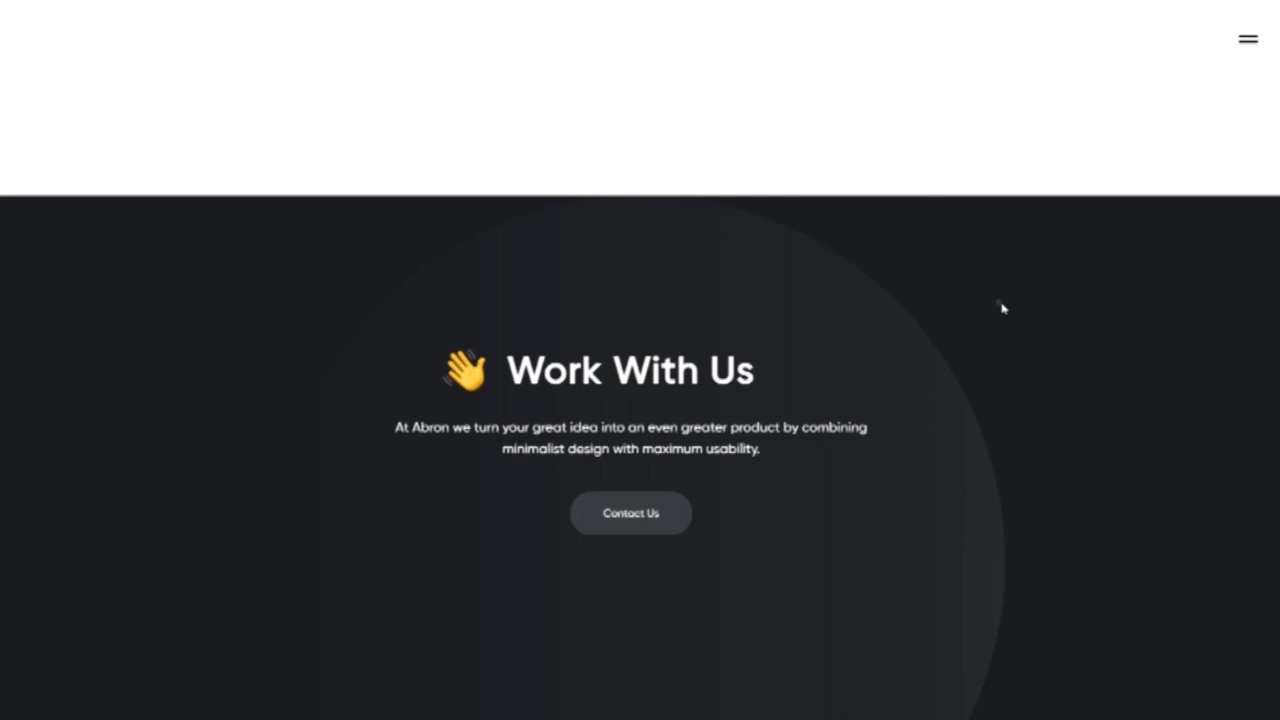 Work With Us
At Abron we turn your great idea into an even greater product by combining
minimalist design with maximum usability.
Contact Us